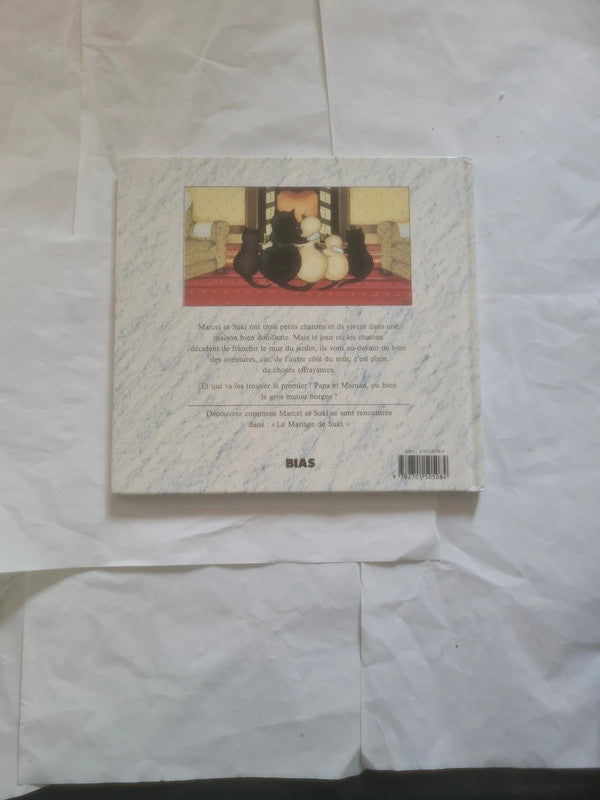 Marcel et Suki ont trois petits chatons et ils vivent dans une
maison bien douillette. Mais le jour où les chatons
décident de franchir le mur du jardin, ils vont au-devant de bien
des aventures, car, de l'autre côté du mur, c'est plein
de choses effrayantes.
Et qui va les trouver le premier? Papa et Maman, ou bien
le gros matou borgne?
Découvrez comment Marcel et Suki se sont rencontrés
dans : « Le Mariage de Suki. »
BIAS
9 782701 505084